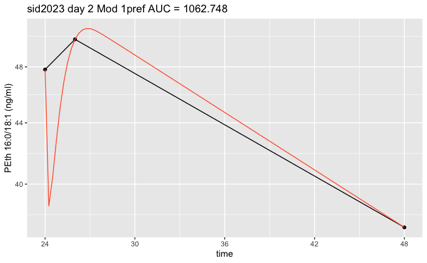 sid2023 day 2 Mod 1pref AUC = 1062.748
PEth 16:0/18:1 (ng/ml)
48
44
40
24
30
36
42
48
time